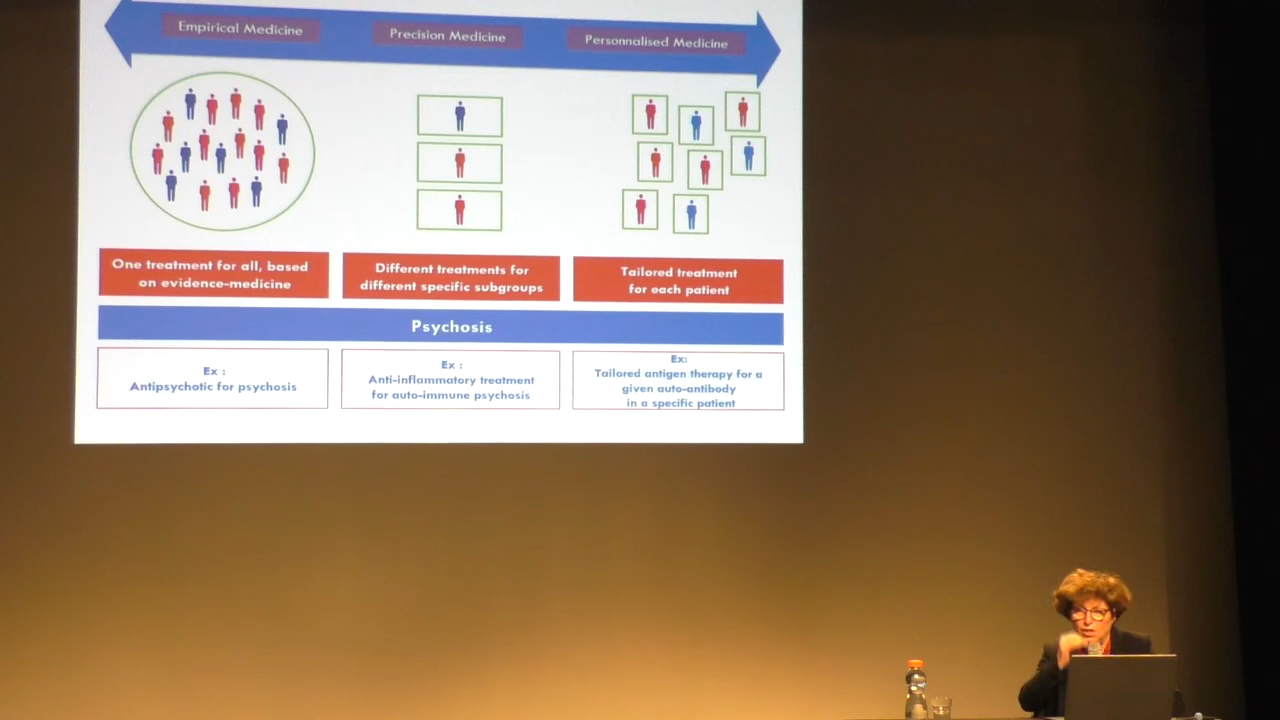 Empirical Medicine
Precision Medicine
Personnalised Medicine
One treatment for all, based
on evidence-medicine
Different treatments for
different specific subgroups
Tailored treatment
for each patient
Psychosis
Ex :
Antipsychotic for psychosis
Ex :
Anti-inflammatory treatment
for auto-immune psychosis
Ex:
Tailored antigen therapy for a
given auto-antibody
in a specific patient